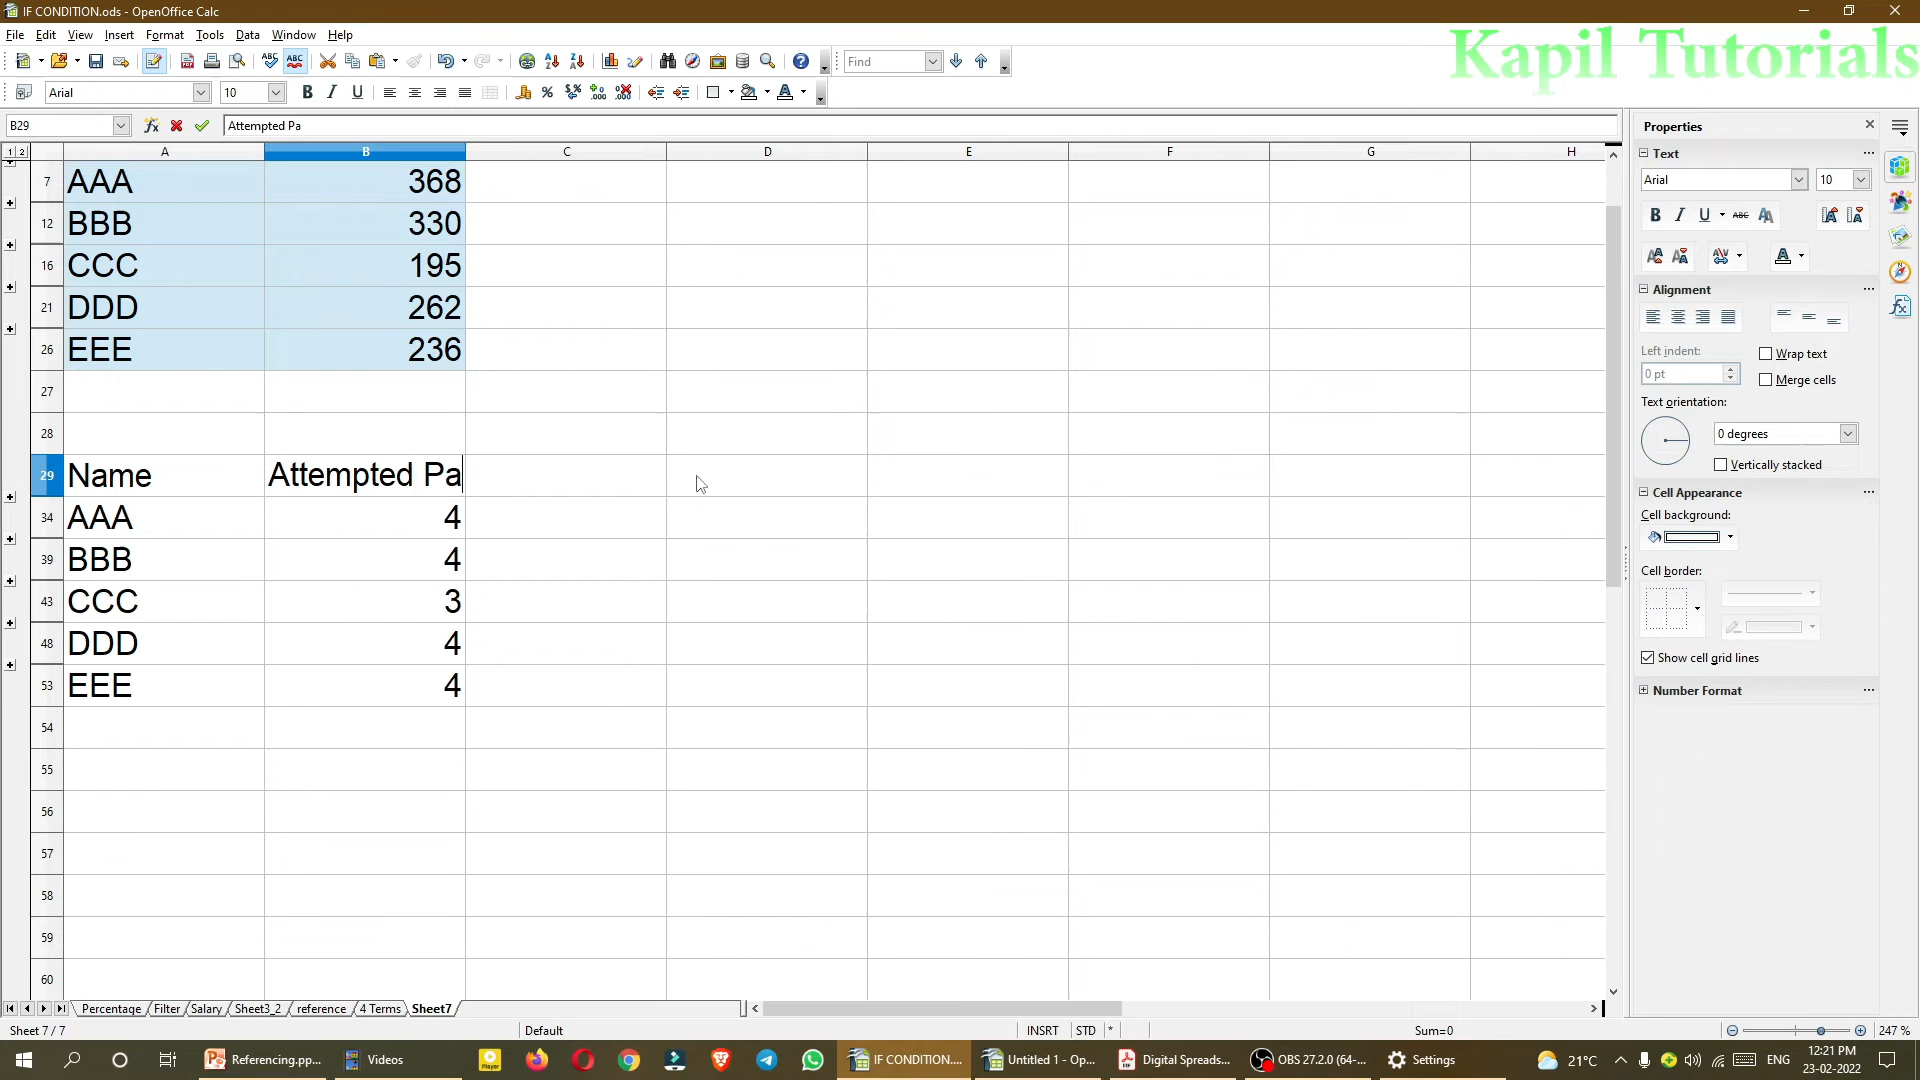 IF CONDITION.ods - OpenOffice Calc
Kapil Tutorials
File Edit View Insert Format Tools Data Window Help
Find
Arial 10
B29 Attempted Pa
Properties
1 2 A B C D E F G H
Text
7 AAA 368
Arial 10
12 BBB 330
16 CCC 195
Alignment
21 DDD 262
26 EEE 236
Left indent:
Wrap text
0 pt
Merge cells
27
Text orientation:
28
0 degrees
Vertically stacked
29 Name Attempted Pa
Cell Appearance
34 AAA 4
Cell background:
39 BBB 4
Cell border:
43 CCC 3
48 DDD 4
Show cell grid lines
53 EEE 4
Number Format
54
55
56
57
58
59
60
Percentage Filter Salary Sheet3_2 reference 4 Terms Sheet7
Sheet 7 / 7 Default INSRT STD * Sum=0 247 %
Referencing.pp... Videos IF CONDITION.... Untitled 1 - Op... Digital Spreads... OBS 27.2.0 (64-... Settings 21°C ENG 12:21 PM
23-02-2022